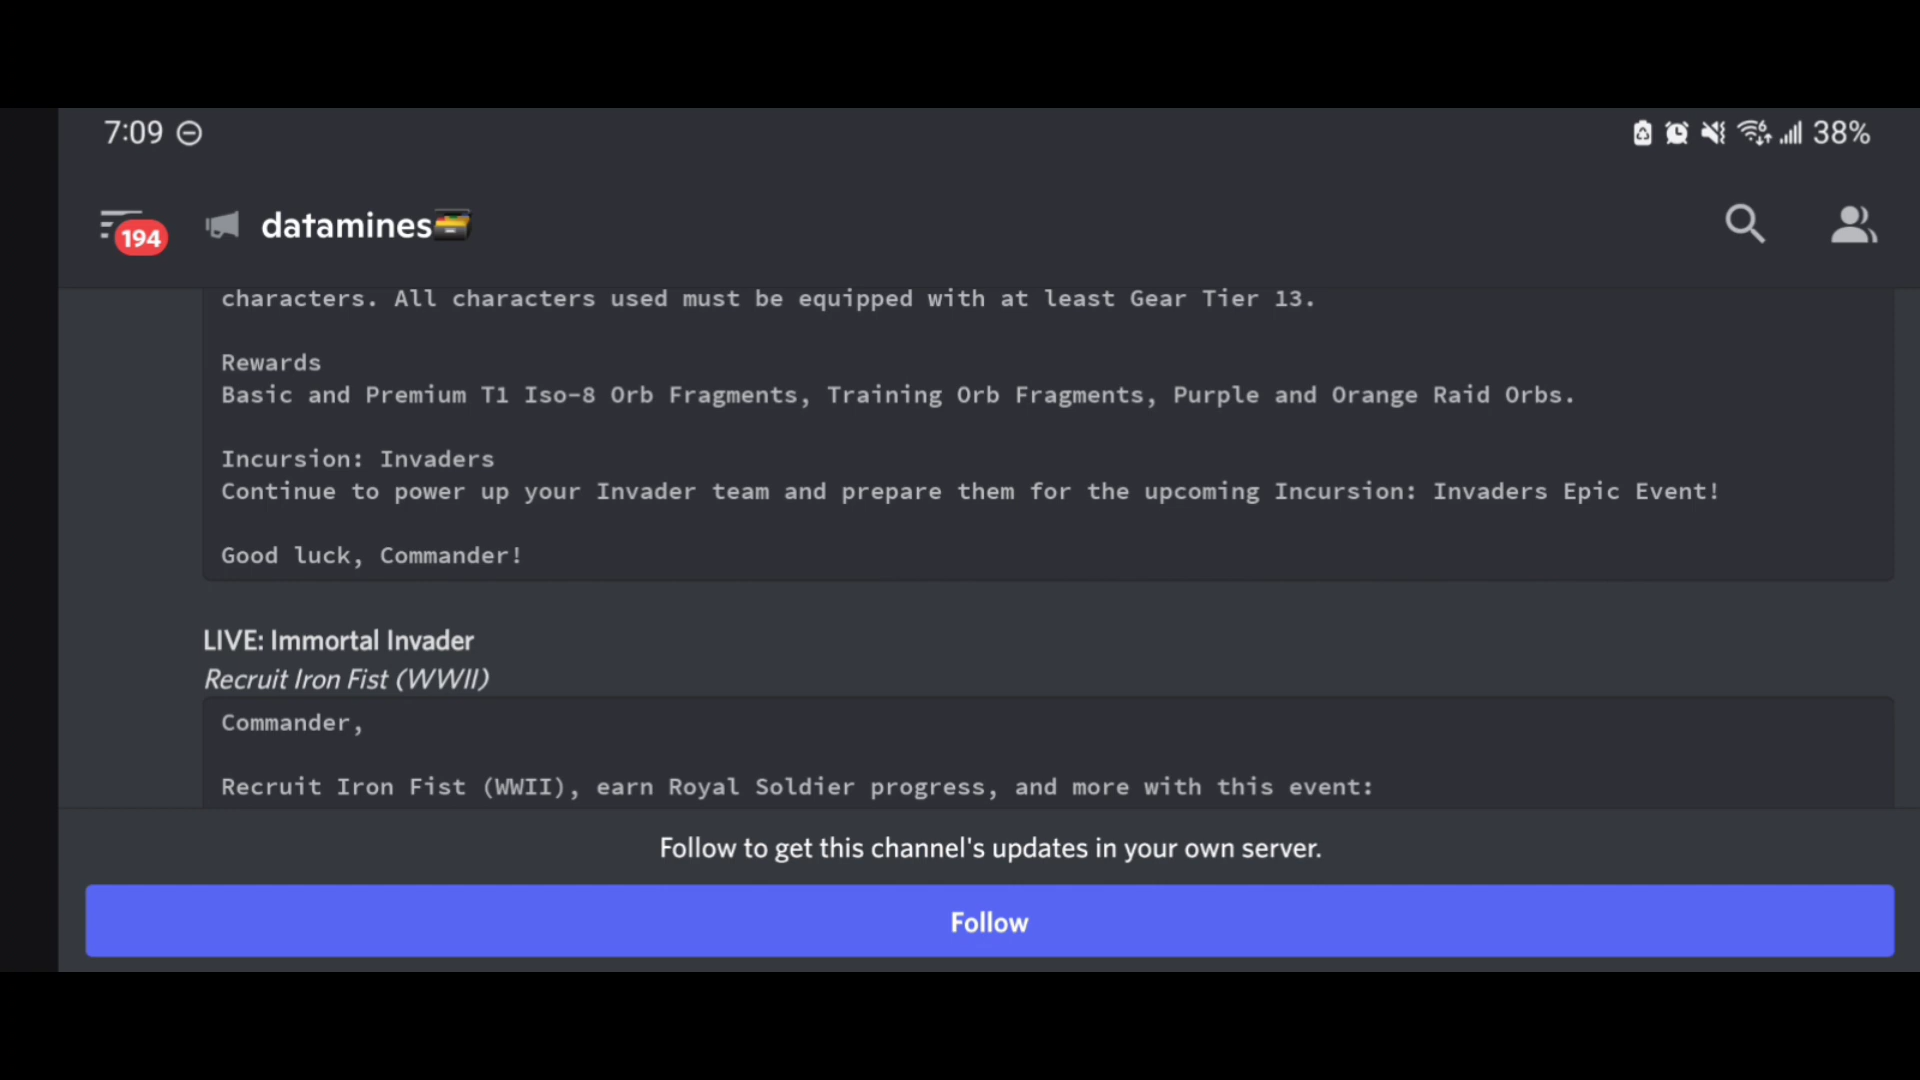 7:09
38%
194
datamines
characters. All characters used must be equipped with at least Gear Tier 13.
Rewards
Basic and Premium T1 Iso-8 Orb Fragments, Training Orb Fragments, Purple and Orange Raid Orbs.
Incursion: Invaders
Continue to power up your Invader team and prepare them for the upcoming Incursion: Invaders Epic Event!
Good luck, Commander!
LIVE: Immortal Invader
Recruit Iron Fist (WWII)
Commander,
Recruit Iron Fist (WWII), earn Royal Soldier progress, and more with this event:
Follow to get this channel's updates in your own server.
Follow